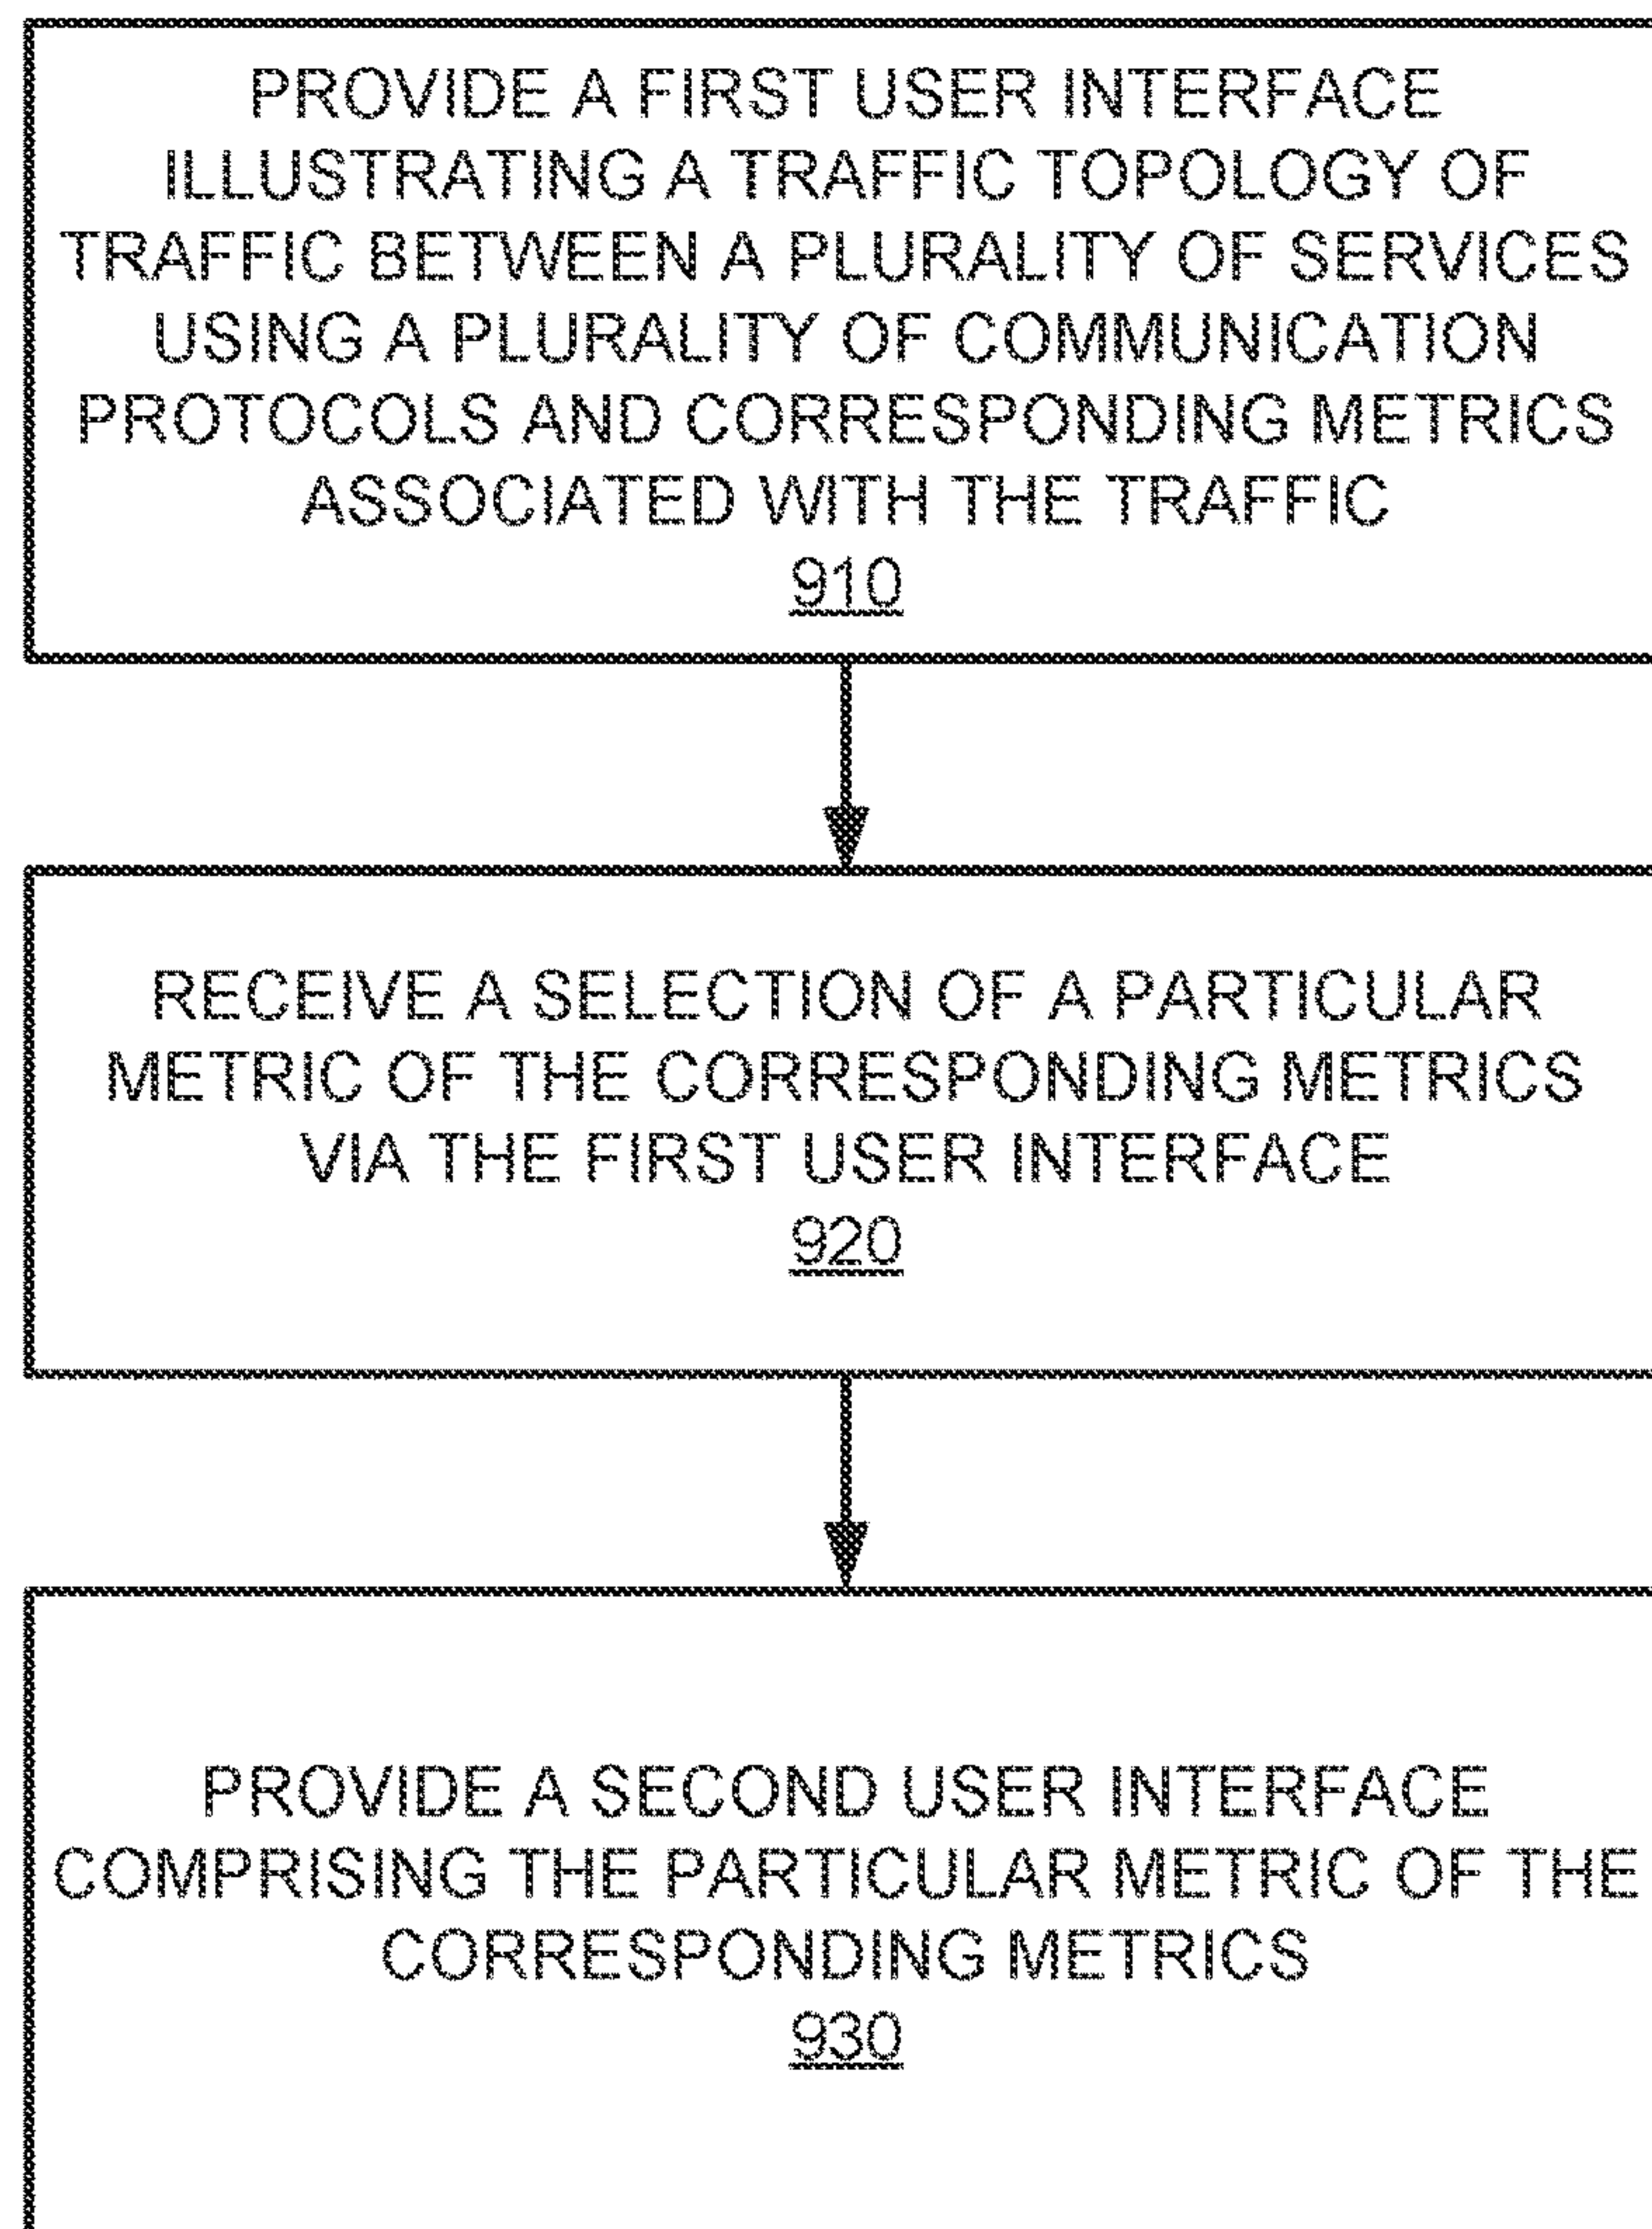 PROVIDE A FIRST USER INTERFACE
ILLUSTRATING A TRAFFIC TOPOLOGY OF
TRAFFIC BETWEEN A PLURALITY OF SERVICES
USING A PLURALITY OF COMMUNICATION
PROTOCOLS AND CORRESPONDING METRICS
ASSOCIATED WITH THE TRAFFIC
910
RECEIVE A SELECTION OF A PARTICULAR
METRIC OF THE CORRESPONDING METRICS
VIA THE FIRST USER INTERFACE
920
PROVIDE A SECOND USER INTERFACE
COMPRISING THE PARTICULAR METRIC OF THE
CORRESPONDING METRICS
930